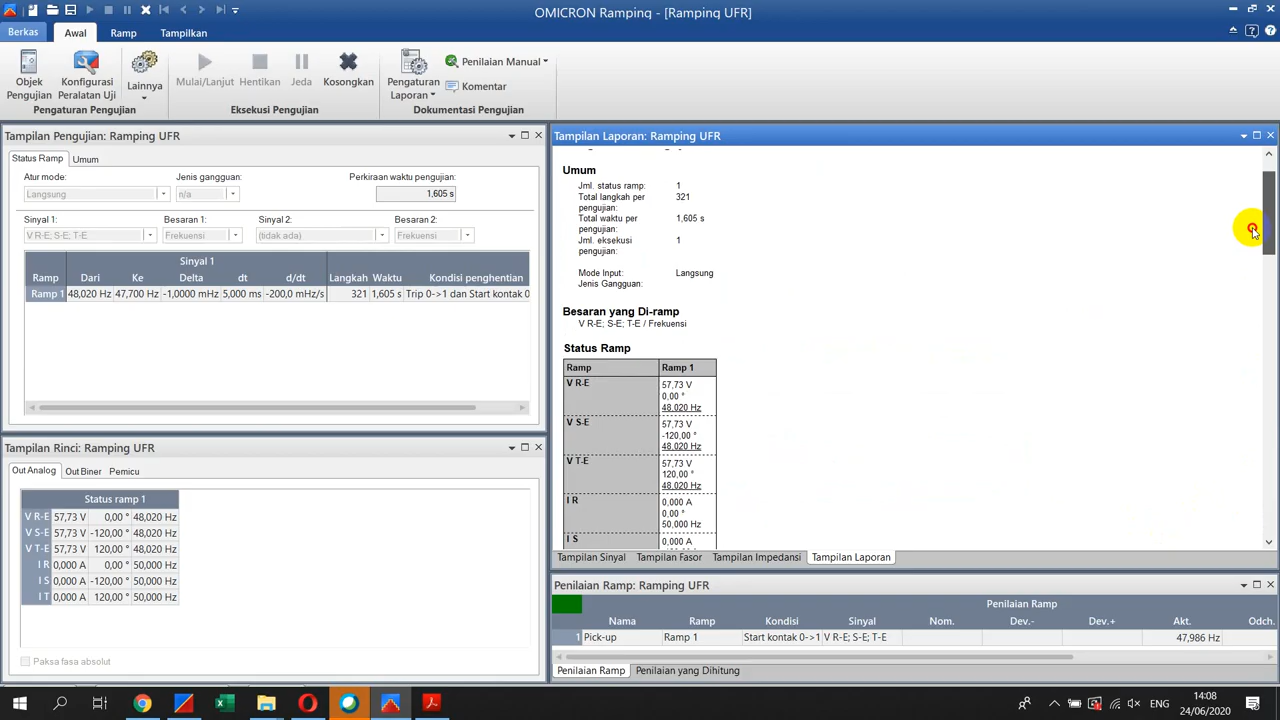 OMICRON Ramping - [Ramping UFR]
Berkas Awal Ramp Tampilkan
Objek Pengujian
Konfigurasi Peralatan Uji
Lainnya
Mulai/Lanjut
Hentikan
Jeda
Kosongkan
Pengaturan Laporan
Penilaian Manual
Komentar
Pengaturan Pengujian
Eksekusi Pengujian
Dokumentasi Pengujian
Tampilan Pengujian: Ramping UFR
Status Ramp Umum
Atur mode: Jenis gangguan: Perkiraan waktu pengujian:
Langsung n/a 1,605 s
Sinyal 1: Besaran 1: Sinyal 2: Besaran 2:
V R-E; S-E; T-E Frekuensi (tidak ada) Frekuensi
Sinyal 1
Ramp Dari Ke Delta dt d/dt Langkah Waktu Kondisi penghentian
Ramp 1 48,020 Hz 47,700 Hz -1,0000 mHz 5,000 ms -200,0 mHz/s 321 1,605 s Trip 0->1 dan Start kontak 0
Tampilan Rinci: Ramping UFR
Out Analog Out Biner Pemicu
Status ramp 1
V R-E 57,73 V 0,00 ° 48,020 Hz
V S-E 57,73 V -120,00 ° 48,020 Hz
V T-E 57,73 V 120,00 ° 48,020 Hz
I R 0,000 A 0,00 ° 50,000 Hz
I S 0,000 A -120,00 ° 50,000 Hz
I T 0,000 A 120,00 ° 50,000 Hz
Paksa fasa absolut
Tampilan Laporan: Ramping UFR
Umum
Jml. status ramp: 1
Total langkah per 321
pengujian:
Total waktu per 1,605 s
pengujian:
Jml. eksekusi 1
pengujian:
Mode Input: Langsung
Jenis Gangguan:
Besaran yang Di-ramp
V R-E; S-E; T-E / Frekuensi
Status Ramp
Ramp Ramp 1
V R-E 57,73 V
0,00 °
48,020 Hz
V S-E 57,73 V
-120,00 °
48,020 Hz
V T-E 57,73 V
120,00 °
48,020 Hz
I R 0,000 A
0,00 °
50,000 Hz
I S 0,000 A
Tampilan Sinyal Tampilan Fasor Tampilan Impedansi Tampilan Laporan
Penilaian Ramp: Ramping UFR
Penilaian Ramp
Nama Ramp Kondisi Sinyal Nom. Dev.- Dev.+ Akt. Odch.
1 Pick-up Ramp 1 Start kontak 0->1 V R-E; S-E; T-E 47,986 Hz
Penilaian Ramp Penilaian yang Dihitung
ENG
14:08
24/06/2020